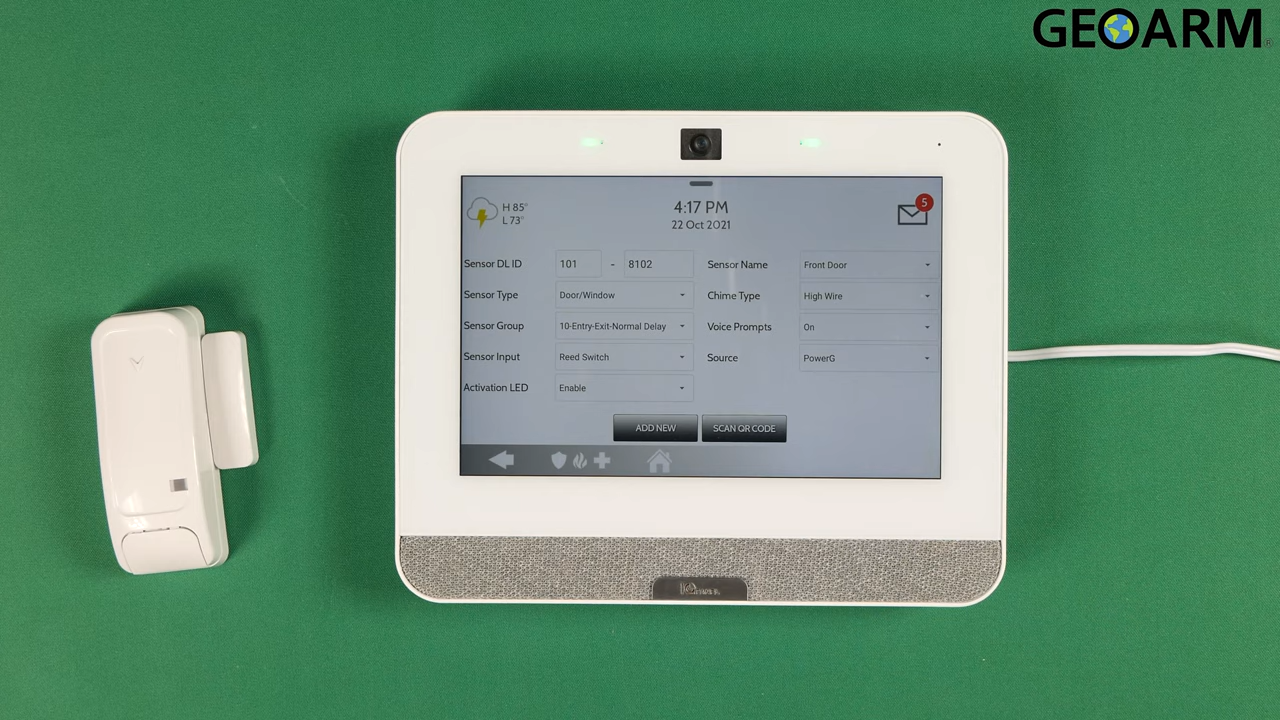 GEOARM
H 85°
L 73°
4:17 PM
22 Oct 2021
5
Sensor DL ID 101 - 8102 Sensor Name Front Door
Sensor Type Door/Window Chime Type High Wire
Sensor Group 10-Entry-Exit-Normal Delay Voice Prompts On
Sensor Input Reed Switch Source PowerG
Activation LED Enable
ADD NEW SCAN QR CODE